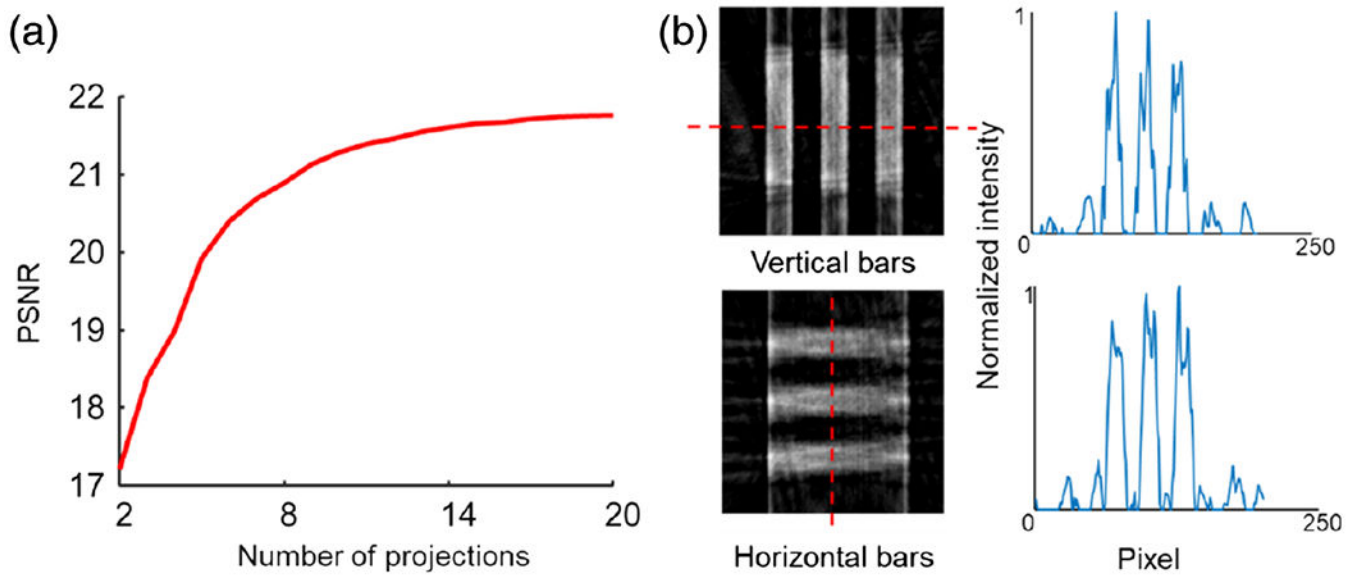 (a)
PSNR
22
21
20
19
18
17
2 8 14 20
Number of projections
(b)
Vertical bars
Horizontal bars
Normalized intensity
1
0 250
1
0 250
Pixel